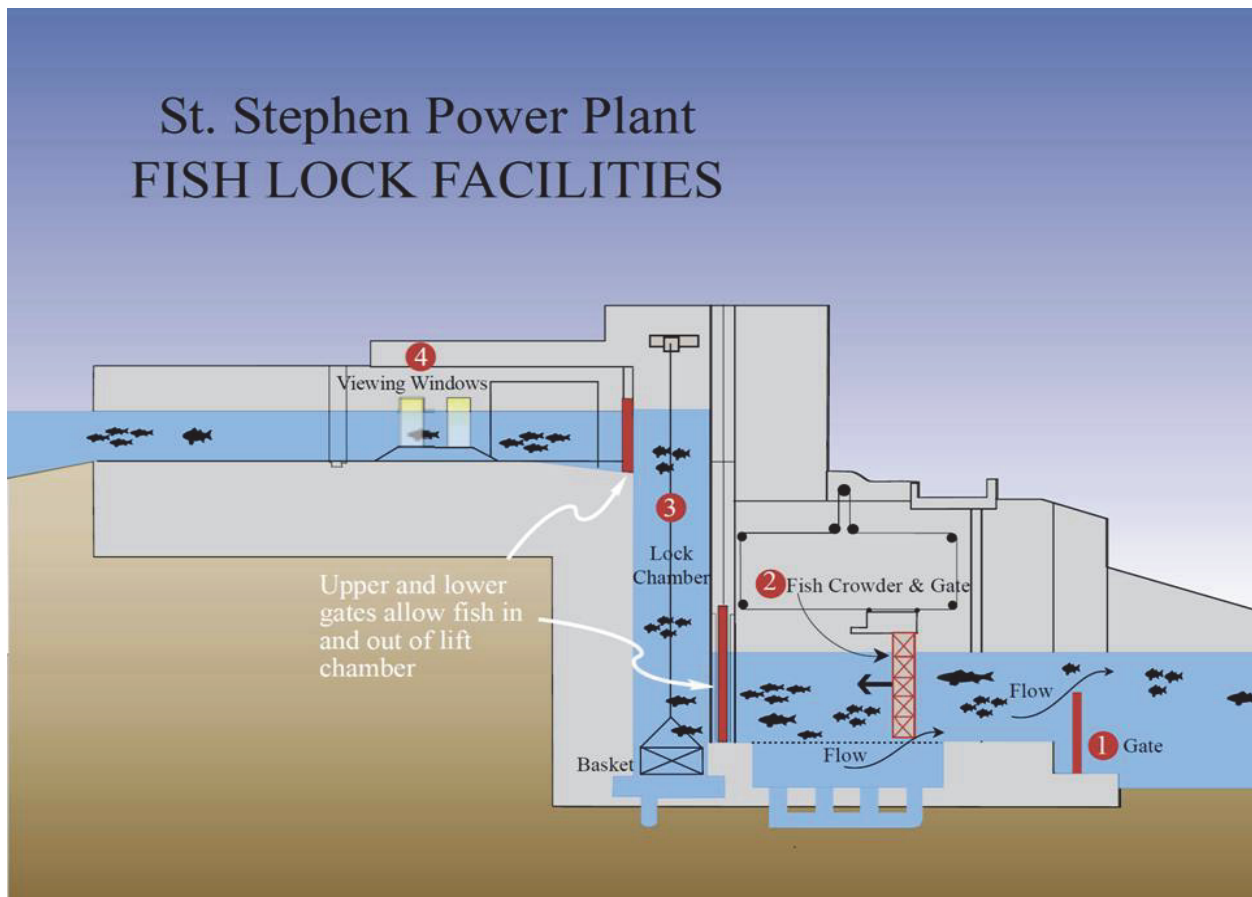 St. Stephen Power Plant
FISH LOCK FACILITIES
4
Viewing Windows
3
Lock
Chamber
2 Fish Crowder & Gate
Upper and lower
gates allow fish in
and out of lift
chamber
Flow
1 Gate
Flow
Basket